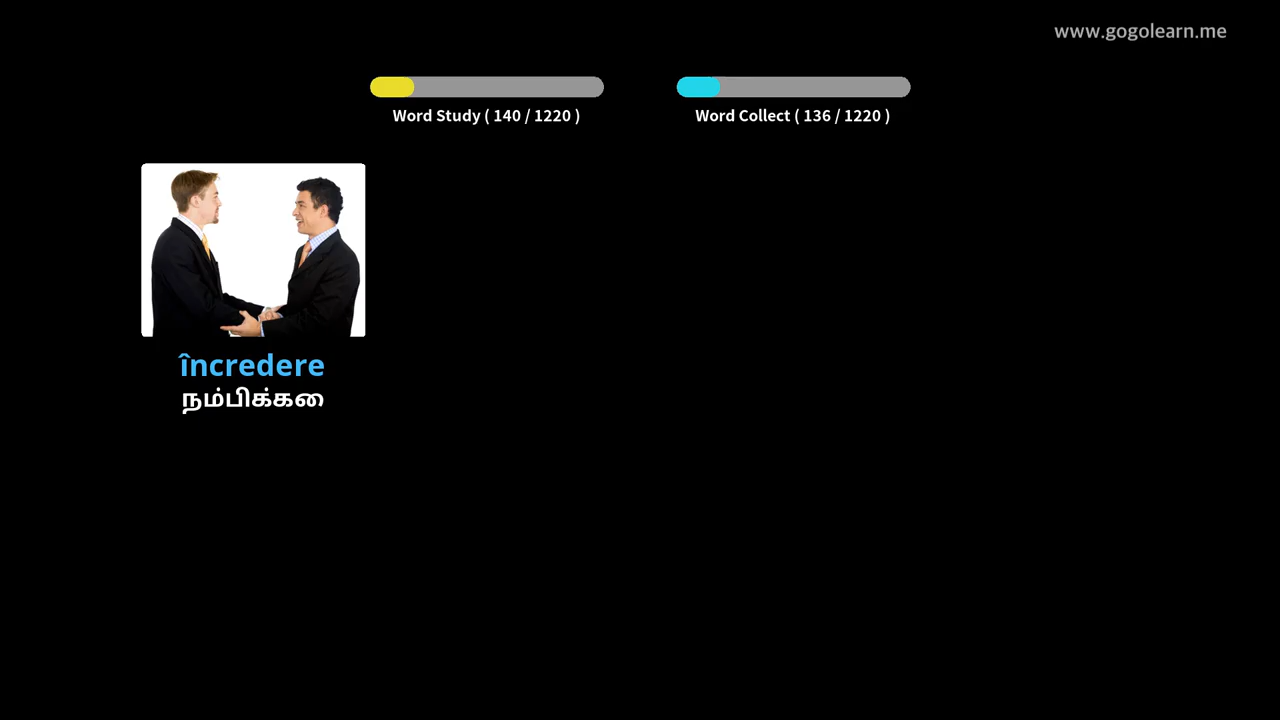 www.gogolearn.me
Word Study ( 140 / 1220 )
Word Collect ( 136 / 1220 )
încredere
நம்பிக்கை